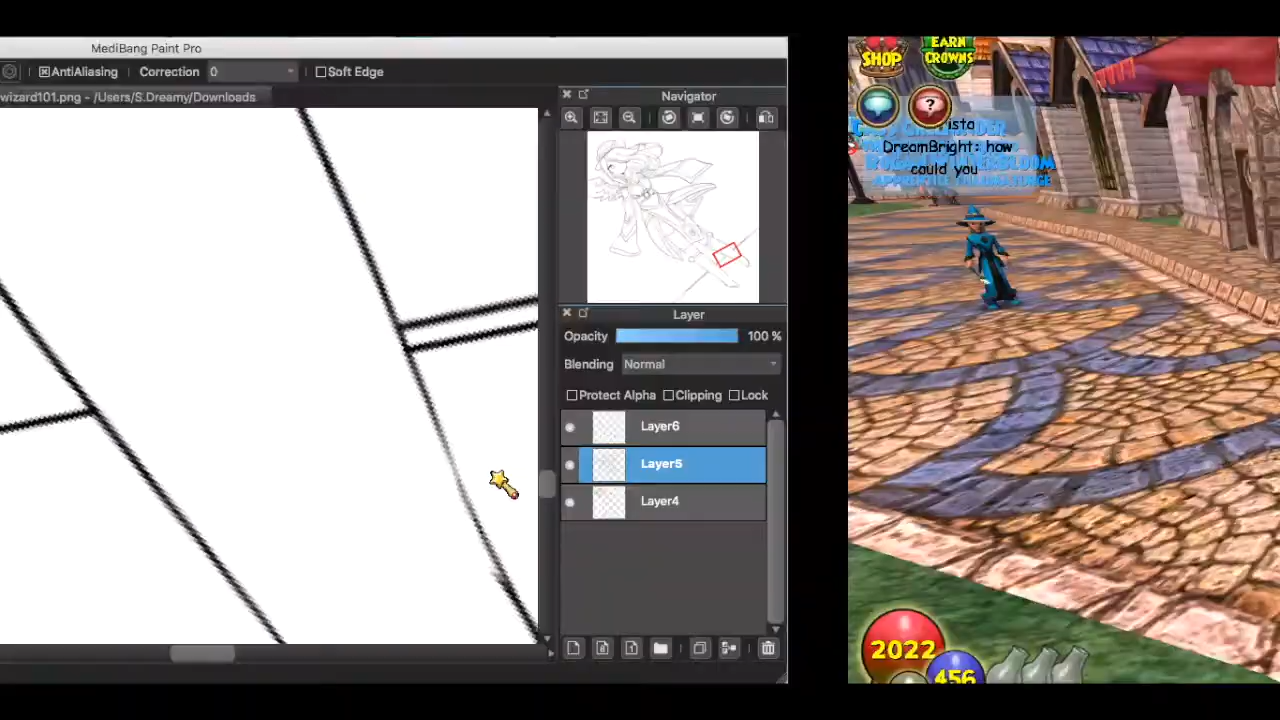 MediBang Paint Pro
AntiAliasing
Correction
0
Soft Edge
wizard101.png - /Users/S.Dreamy/Downloads
Navigator
Layer
Opacity
100 %
Blending
Normal
Protect Alpha
Clipping
Lock
Layer6
Layer5
Layer4
SHOP
EARN
CROWNS
?
ista
DreamBright: how
could you
2022
456